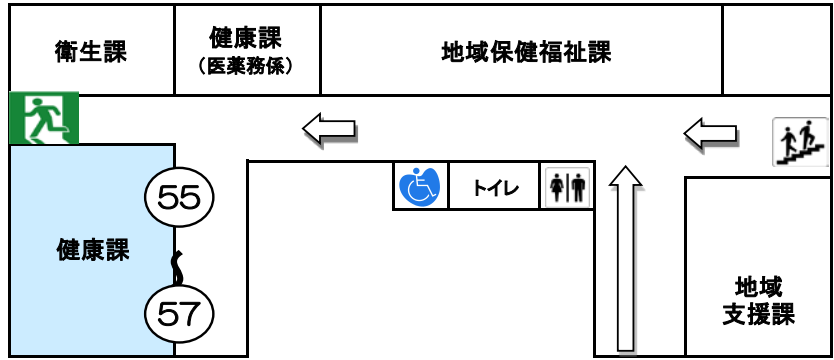 衛生課
健康課
（医薬務係）
地域保健福祉課
トイレ
55
健康課
57
地域
支援課